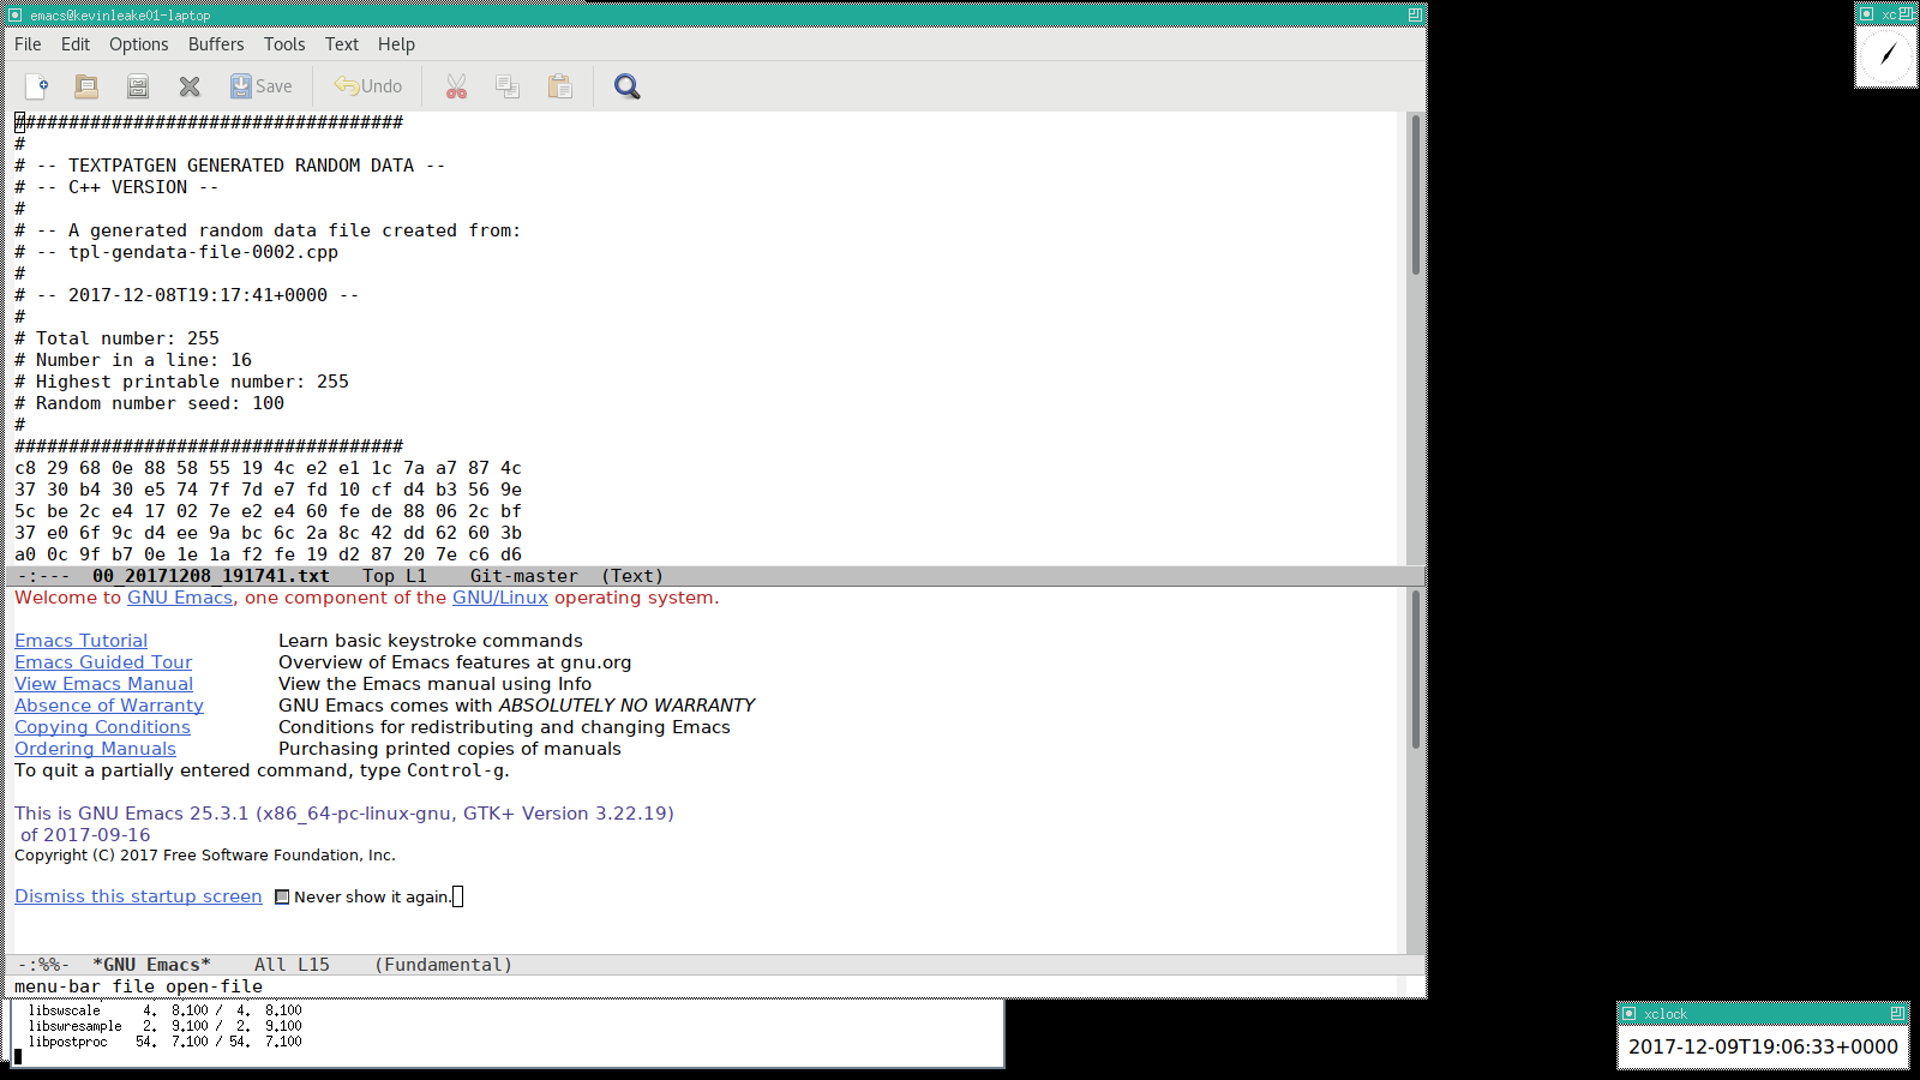 emacs@kevinleake01-laptop
File Edit Options Buffers Tools Text Help
Save Undo
####################################
#
# -- TEXTPATGEN GENERATED RANDOM DATA --
# -- C++ VERSION --
#
# -- A generated random data file created from:
# -- tpl-gendata-file-0002.cpp
#
# -- 2017-12-08T19:17:41+0000 --
#
# Total number: 255
# Number in a line: 16
# Highest printable number: 255
# Random number seed: 100
#
####################################
c8 29 68 0e 88 58 55 19 4c e2 e1 1c 7a a7 87 4c
37 30 b4 30 e5 74 7f 7d e7 fd 10 cf d4 b3 56 9e
5c be 2c e4 17 02 7e e2 e4 60 fe de 88 06 2c bf
37 e0 6f 9c d4 ee 9a bc 6c 2a 8c 42 dd 62 60 3b
a0 0c 9f b7 0e 1e 1a f2 fe 19 d2 87 20 7e c6 d6
-:--- 00_20171208_191741.txt Top L1 Git-master (Text)
Welcome to GNU Emacs, one component of the GNU/Linux operating system.
Emacs Tutorial Learn basic keystroke commands
Emacs Guided Tour Overview of Emacs features at gnu.org
View Emacs Manual View the Emacs manual using Info
Absence of Warranty GNU Emacs comes with ABSOLUTELY NO WARRANTY
Copying Conditions Conditions for redistributing and changing Emacs
Ordering Manuals Purchasing printed copies of manuals
To quit a partially entered command, type Control-g.
This is GNU Emacs 25.3.1 (x86_64-pc-linux-gnu, GTK+ Version 3.22.19)
of 2017-09-16
Copyright (C) 2017 Free Software Foundation, Inc.
Dismiss this startup screen Never show it again.
-:%%- *GNU Emacs* All L15 (Fundamental)
menu-bar file open-file
libswscale 4. 8.100 / 4. 8.100
libswresample 2. 9.100 / 2. 9.100
libpostproc 54. 7.100 / 54. 7.100
xc
xclock
2017-12-09T19:06:33+0000